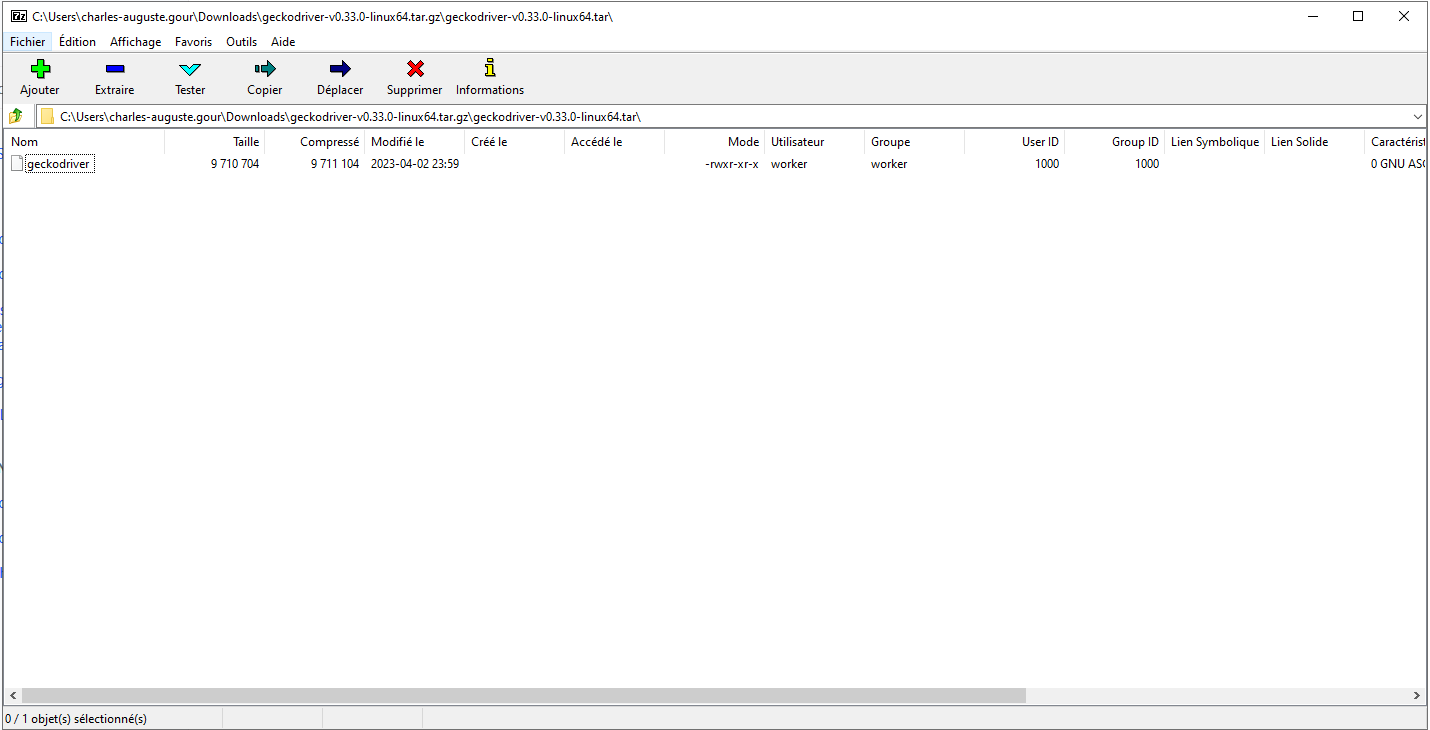 C:\Users\charles-auguste.gour\Downloads\geckodriver-v0.33.0-linux64.tar.gz\geckodriver-v0.33.0-linux64.tar\
Fichier Édition Affichage Favoris Outils Aide
Ajouter Extraire Tester Copier Déplacer Supprimer Informations
C:\Users\charles-auguste.gour\Downloads\geckodriver-v0.33.0-linux64.tar.gz\geckodriver-v0.33.0-linux64.tar\
Nom Taille Compressé Modifié le Créé le Accédé le Mode Utilisateur Groupe User ID Group ID Lien Symbolique Lien Solide Caractérist
geckodriver 9 710 704 9 711 104 2023-04-02 23:59 -rwxr-xr-x worker worker 1000 1000 0 GNU ASC
0 / 1 objet(s) sélectionné(s)